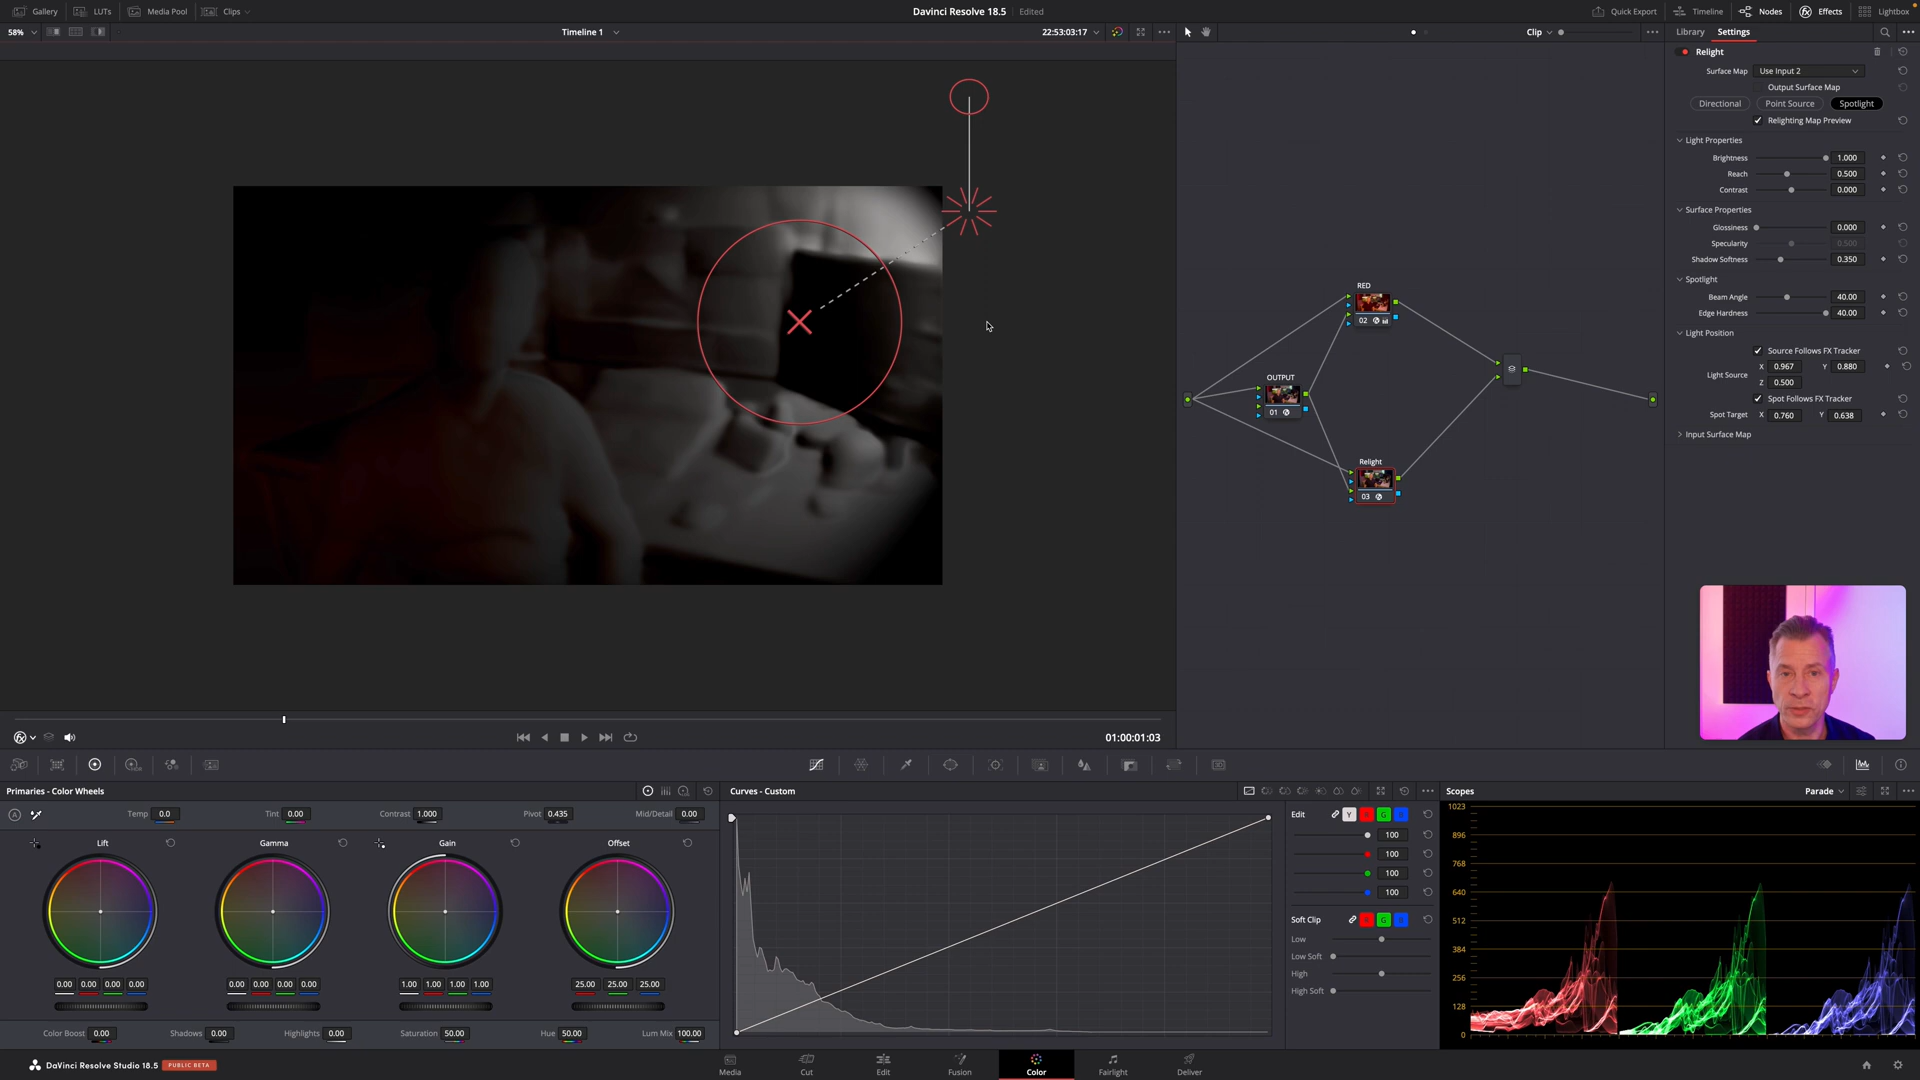 Gallery LUTs Media Pool Clips Davinci Resolve 18.5 Edited Quick Export Timeline Nodes Effects Lightbox
58% Timeline 1 22:53:03:17 Clip Library Settings
Relight
Surface Map Use Input 2
Output Surface Map
Directional Point Source Spotlight
Relighting Map Preview
Light Properties
Brightness 1.000
Reach 0.500
Contrast 0.000
Surface Properties
Glossiness 0.000
Specularity 0.500
Shadow Softness 0.350
Spotlight
Beam Angle 40.00
Edge Hardness 40.00
Light Position
Source Follows FX Tracker
Light Source X 0.967 Y 0.880
Z 0.500
Spot Follows FX Tracker
Spot Target X 0.760 Y 0.638
Input Surface Map
RED
02
OUTPUT
01
Relight
03
01:00:01:03
Primaries - Color Wheels
Temp 0.0 Tint 0.00 Contrast 1.000 Pivot 0.435 Mid/Detail 0.00
Lift Gamma Gain Offset
0.00 0.00 0.00 0.00 0.00 0.00 0.00 0.00 1.00 1.00 1.00 1.00 25.00 25.00 25.00
Color Boost 0.00 Shadows 0.00 Highlights 0.00 Saturation 50.00 Hue 50.00 Lum Mix 100.00
Curves - Custom
Edit Y
100
100
100
100
Soft Clip
Low
Low Soft
High
High Soft
Scopes Parade
1023
896
768
640
512
384
256
128
0
DaVinci Resolve Studio 18.5 PUBLIC BETA
Media Cut Edit Fusion Color Fairlight Deliver